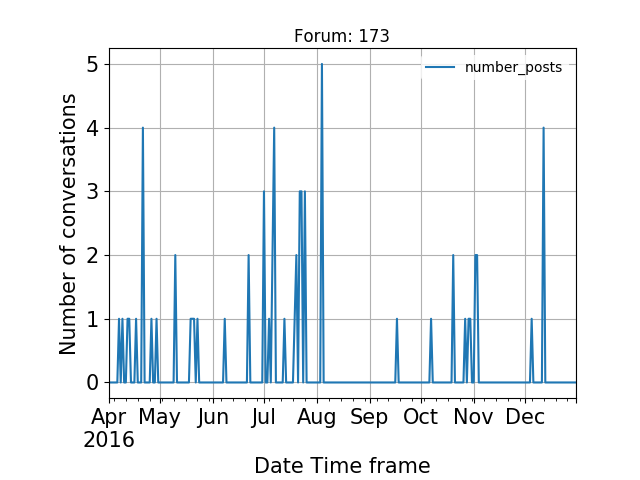 Forum: 173
number_posts
Number of conversations
5
4
3
2
1
0
Apr May Jun Jul Aug Sep Oct Nov Dec
2016
Date Time frame